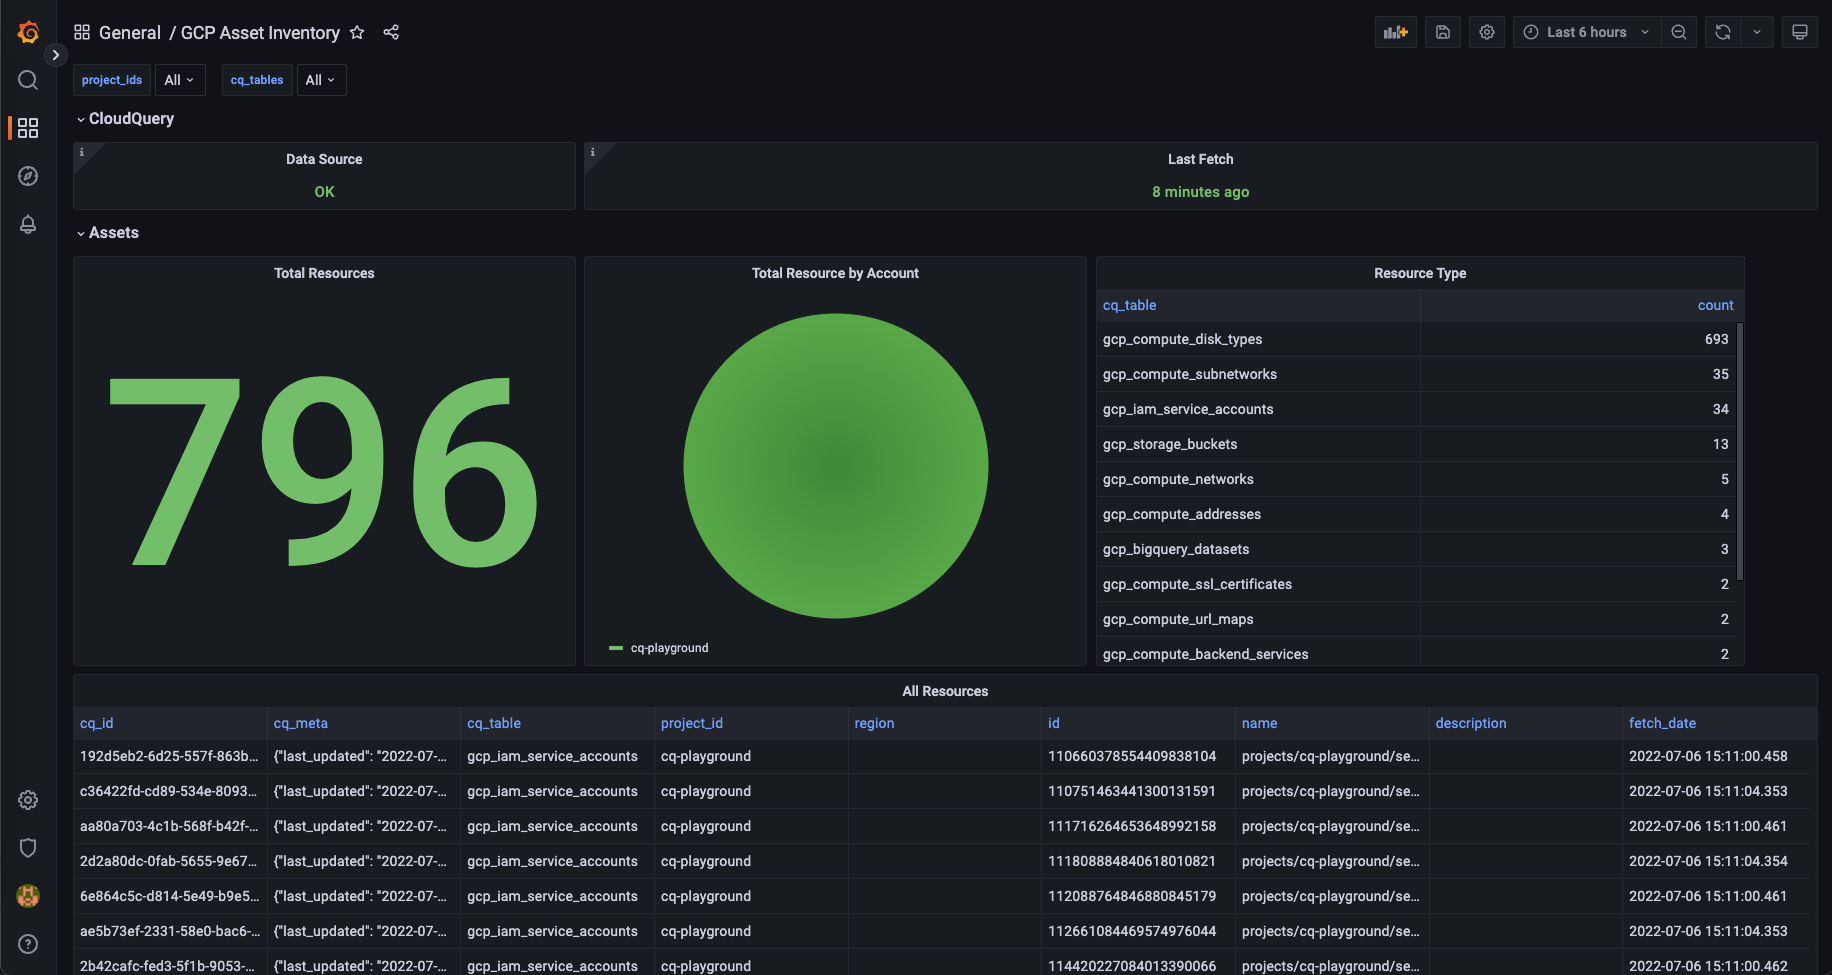 General / GCP Asset Inventory
Last 6 hours
project_ids All cq_tables All
CloudQuery
Data Source
OK
Last Fetch
8 minutes ago
Assets
Total Resources
796
Total Resource by Account
cq-playground
Resource Type
cq_table count
gcp_compute_disk_types 693
gcp_compute_subnetworks 35
gcp_iam_service_accounts 34
gcp_storage_buckets 13
gcp_compute_networks 5
gcp_compute_addresses 4
gcp_bigquery_datasets 3
gcp_compute_ssl_certificates 2
gcp_compute_url_maps 2
gcp_compute_backend_services 2
All Resources
cq_id cq_meta cq_table project_id region id name description fetch_date
192d5eb2-6d25-557f-863b... {"last_updated": "2022-07-... gcp_iam_service_accounts cq-playground 110660378554409838104 projects/cq-playground/se... 2022-07-06 15:11:00.458
c36422fd-cd89-534e-8093... {"last_updated": "2022-07-... gcp_iam_service_accounts cq-playground 110751463441300131591 projects/cq-playground/se... 2022-07-06 15:11:04.353
aa80a703-4c1b-568f-b42f-... {"last_updated": "2022-07-... gcp_iam_service_accounts cq-playground 111716264653648992158 projects/cq-playground/se... 2022-07-06 15:11:00.461
2d2a80dc-0fab-5655-9e67... {"last_updated": "2022-07-... gcp_iam_service_accounts cq-playground 111808884840618010821 projects/cq-playground/se... 2022-07-06 15:11:04.354
6e864c5c-d814-5e49-b9e5... {"last_updated": "2022-07-... gcp_iam_service_accounts cq-playground 112088764846880845179 projects/cq-playground/se... 2022-07-06 15:11:00.461
ae5b73ef-2331-58e0-bac6-... {"last_updated": "2022-07-... gcp_iam_service_accounts cq-playground 112661084469574976044 projects/cq-playground/se... 2022-07-06 15:11:04.353
2b42cafc-fed3-5f1b-9053-... {"last_updated": "2022-07-... gcp_iam_service_accounts cq-playground 114420227084013390066 projects/cq-playground/se... 2022-07-06 15:11:00.462